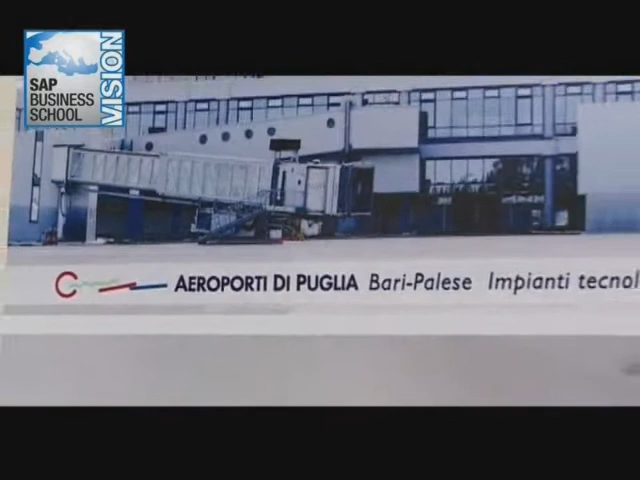 SAP
BUSINESS
SCHOOL
VISION
AEROPORTI DI PUGLIA Bari-Palese Impianti tecnol